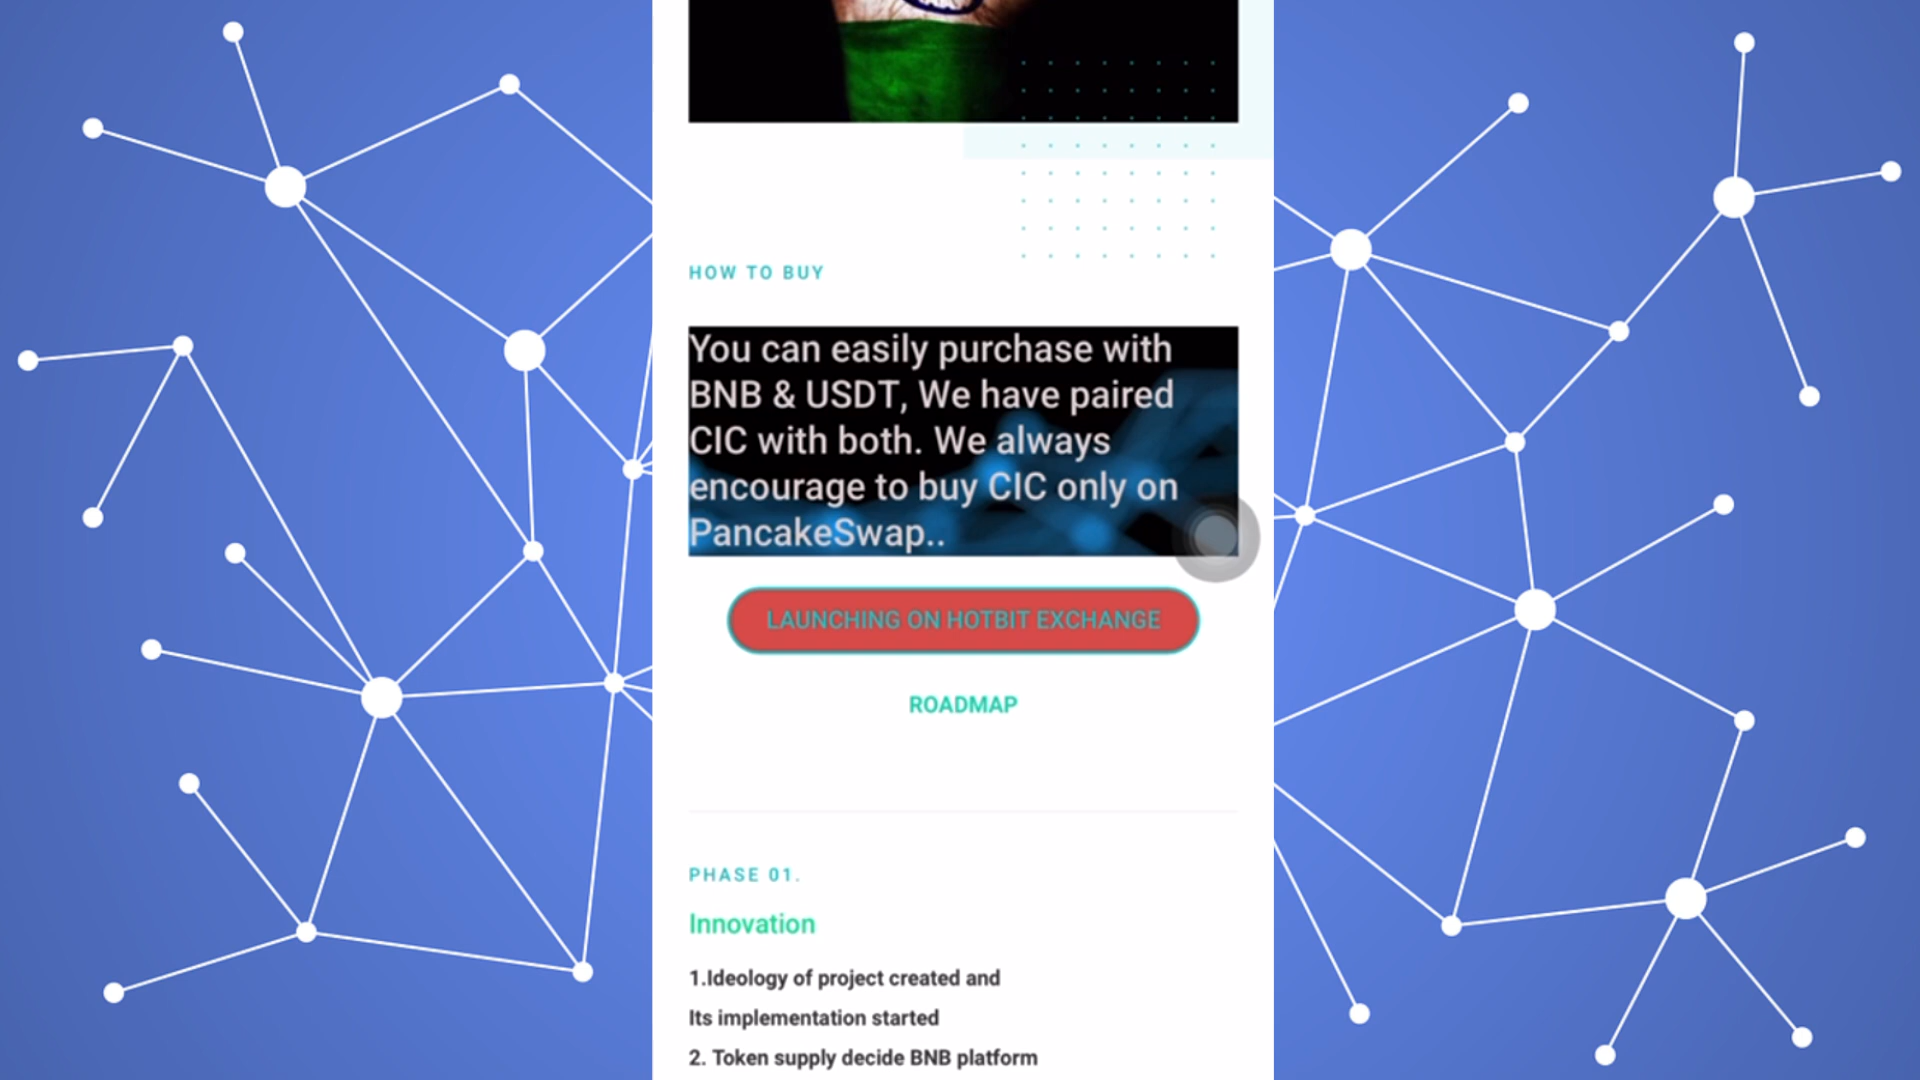 HOW TO BUY
You can easily purchase with
BNB & USDT, We have paired
CIC with both. We always
encourage to buy CIC only on
PancakeSwap..
LAUNCHING ON HOTBIT EXCHANGE
ROADMAP
PHASE 01.
Innovation
1.Ideology of project created and
Its implementation started
2. Token supply decide BNB platform